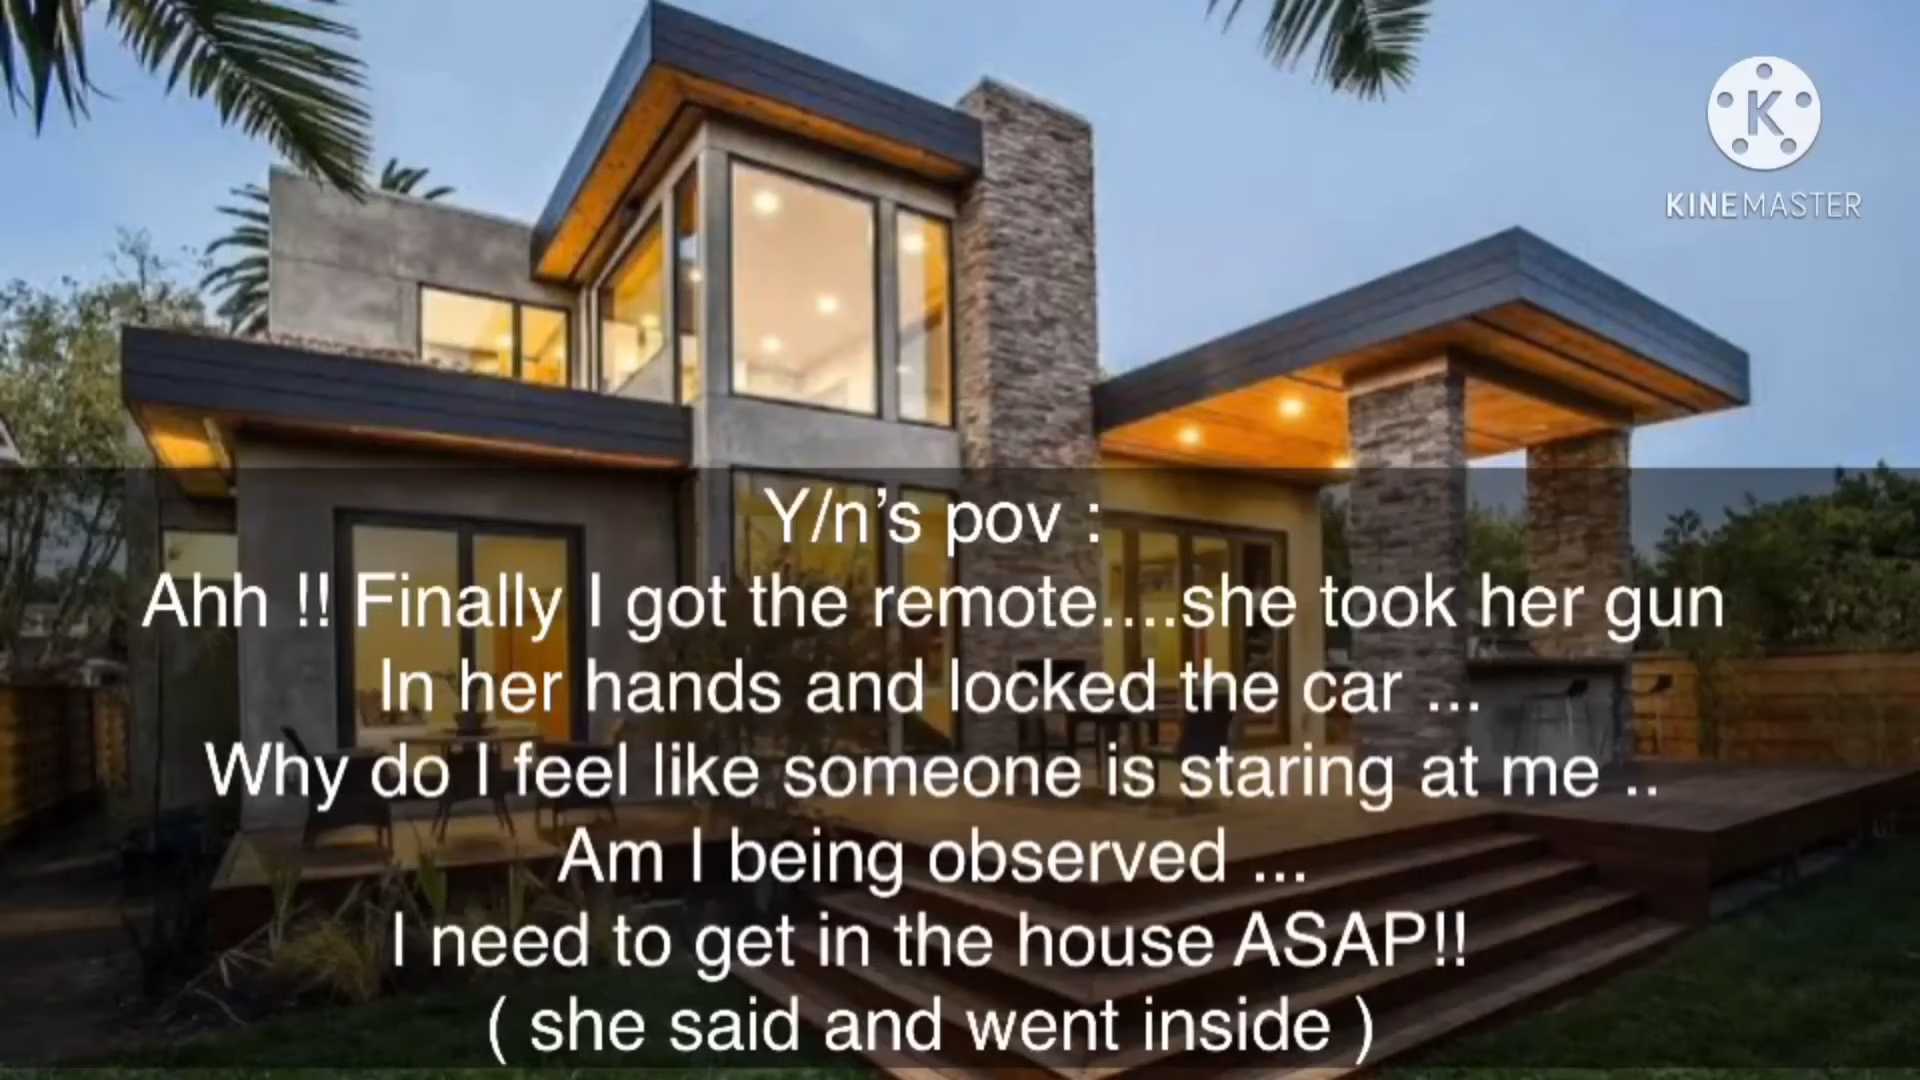 K
KINEMASTER
Y/n’s pov :
Ahh !! Finally I got the remote....she took her gun
In her hands and locked the car ...
Why do I feel like someone is staring at me ..
Am I being observed ...
I need to get in the house ASAP!!
( she said and went inside )